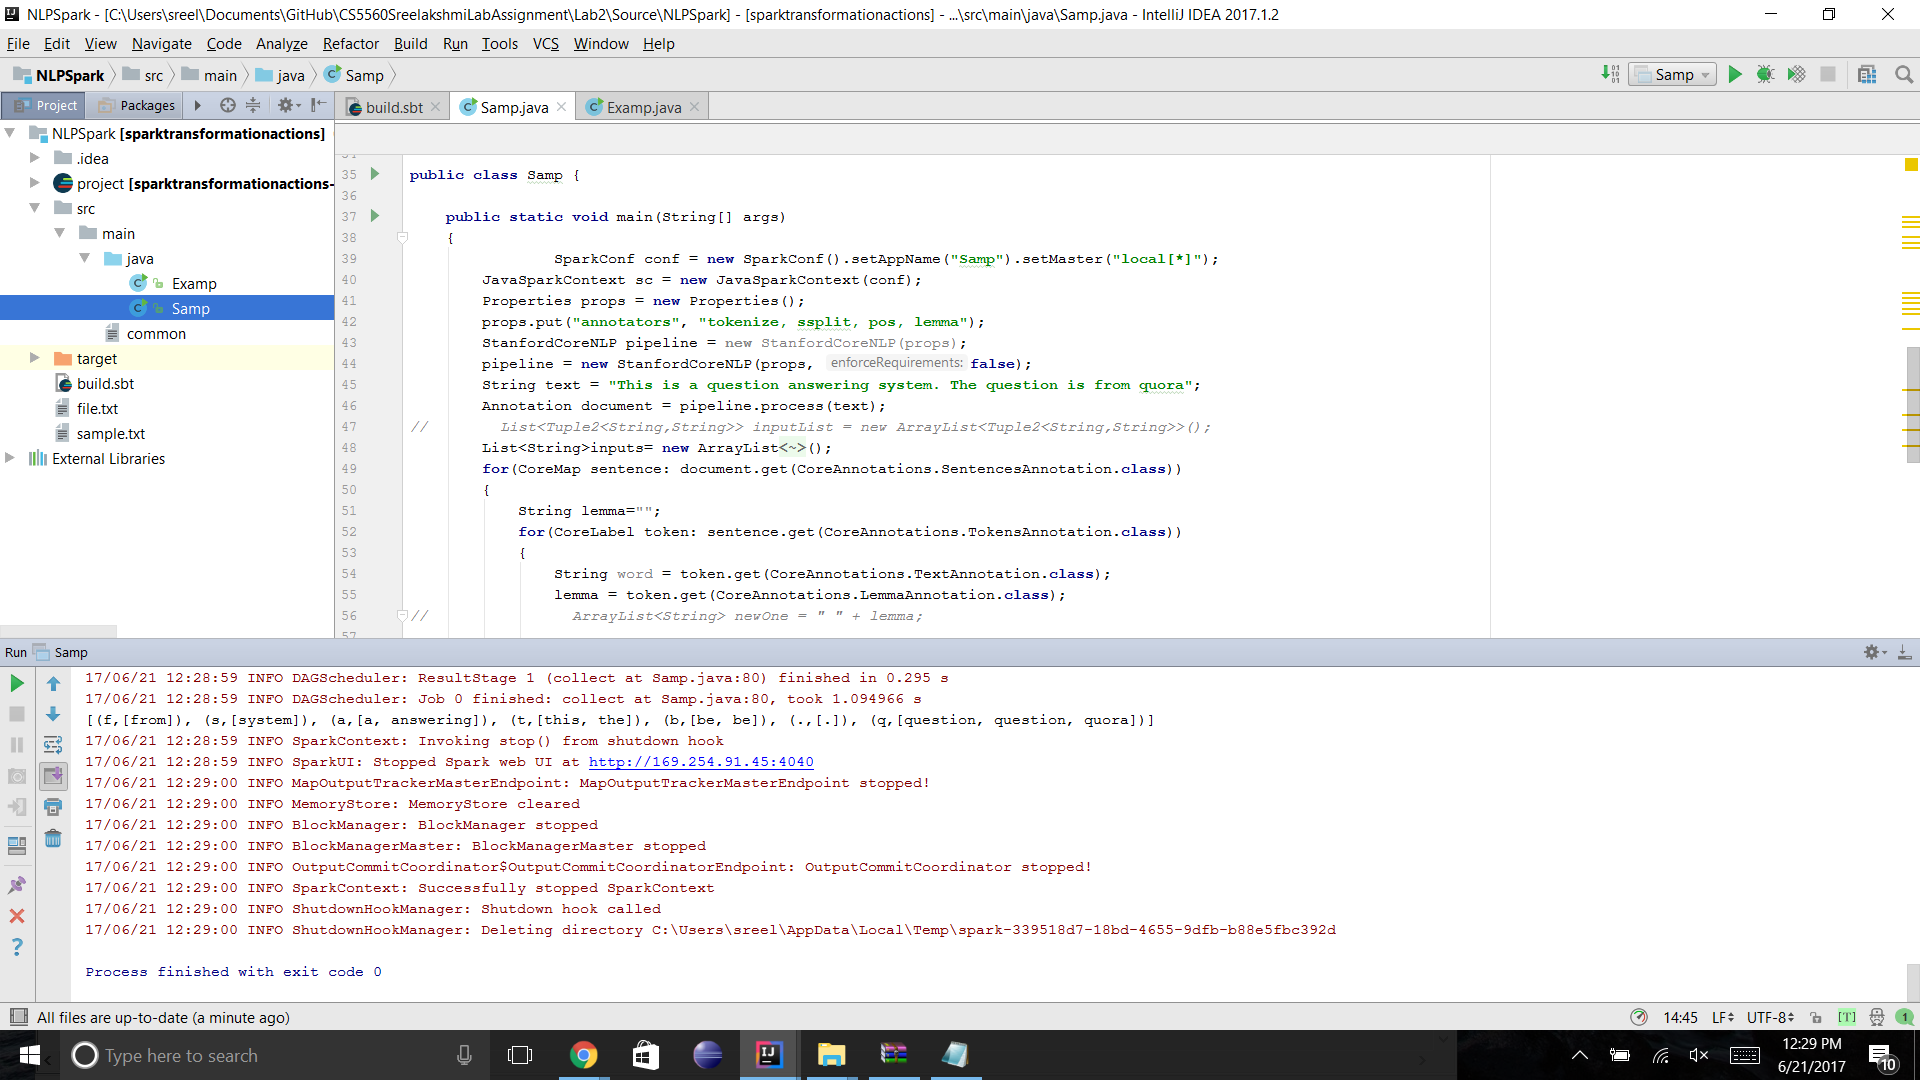 NLPSpark - [C:\Users\sreel\Documents\GitHub\CS5560SreelakshmiLabAssignment\Lab2\Source\NLPSpark] - [sparktransformationactions] - ...\src\main\java\Samp.java - IntelliJ IDEA 2017.1.2
File Edit View Navigate Code Analyze Refactor Build Run Tools VCS Window Help
NLPSpark src main java Samp
Samp
Project Packages
build.sbt Samp.java Examp.java
NLPSpark [sparktransformationactions]
.idea
project [sparktransformationactions-
src
main
java
Examp
Samp
common
target
build.sbt
file.txt
sample.txt
External Libraries
34
35 public class Samp {
36
37 public static void main(String[] args)
38 {
39 SparkConf conf = new SparkConf().setAppName("Samp").setMaster("local[*]");
40 JavaSparkContext sc = new JavaSparkContext(conf);
41 Properties props = new Properties();
42 props.put("annotators", "tokenize, ssplit, pos, lemma");
43 StanfordCoreNLP pipeline = new StanfordCoreNLP(props);
44 pipeline = new StanfordCoreNLP(props, enforceRequirements: false);
45 String text = "This is a question answering system. The question is from quora";
46 Annotation document = pipeline.process(text);
47 // List<Tuple2<String,String>> inputList = new ArrayList<Tuple2<String,String>>();
48 List<String>inputs= new ArrayList<~>();
49 for(CoreMap sentence: document.get(CoreAnnotations.SentencesAnnotation.class))
50 {
51 String lemma="";
52 for(CoreLabel token: sentence.get(CoreAnnotations.TokensAnnotation.class))
53 {
54 String word = token.get(CoreAnnotations.TextAnnotation.class);
55 lemma = token.get(CoreAnnotations.LemmaAnnotation.class);
56 // ArrayList<String> newOne = " " + lemma;
57
Run Samp
17/06/21 12:28:59 INFO DAGScheduler: ResultStage 1 (collect at Samp.java:80) finished in 0.295 s
17/06/21 12:28:59 INFO DAGScheduler: Job 0 finished: collect at Samp.java:80, took 1.094966 s
[(f,[from]), (s,[system]), (a,[a, answering]), (t,[this, the]), (b,[be, be]), (.,[.]), (q,[question, question, quora])]
17/06/21 12:28:59 INFO SparkContext: Invoking stop() from shutdown hook
17/06/21 12:28:59 INFO SparkUI: Stopped Spark web UI at http://169.254.91.45:4040
17/06/21 12:29:00 INFO MapOutputTrackerMasterEndpoint: MapOutputTrackerMasterEndpoint stopped!
17/06/21 12:29:00 INFO MemoryStore: MemoryStore cleared
17/06/21 12:29:00 INFO BlockManager: BlockManager stopped
17/06/21 12:29:00 INFO BlockManagerMaster: BlockManagerMaster stopped
17/06/21 12:29:00 INFO OutputCommitCoordinator$OutputCommitCoordinatorEndpoint: OutputCommitCoordinator stopped!
17/06/21 12:29:00 INFO SparkContext: Successfully stopped SparkContext
17/06/21 12:29:00 INFO ShutdownHookManager: Shutdown hook called
17/06/21 12:29:00 INFO ShutdownHookManager: Deleting directory C:\Users\sreel\AppData\Local\Temp\spark-339518d7-18bd-4655-9dfb-b88e5fbc392d
Process finished with exit code 0
All files are up-to-date (a minute ago) 14:45 LF UTF-8 [T] 1
Type here to search
12:29 PM
6/21/2017
10